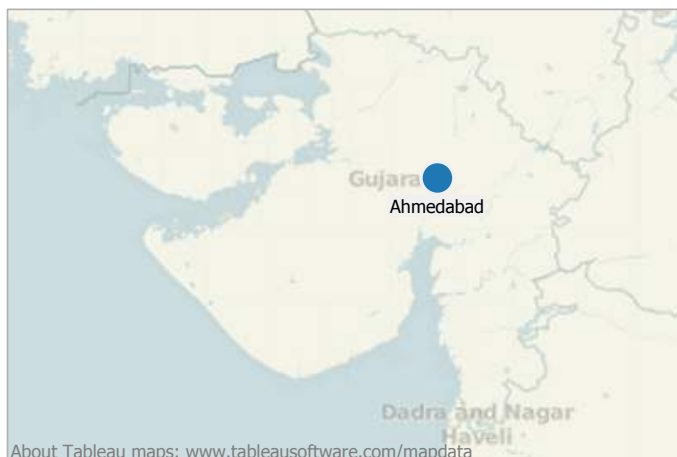 Gujara
Ahmedabad
Dadra and Nagar
Haveli
About Tableau maps: www.tableausoftware.com/mapdata